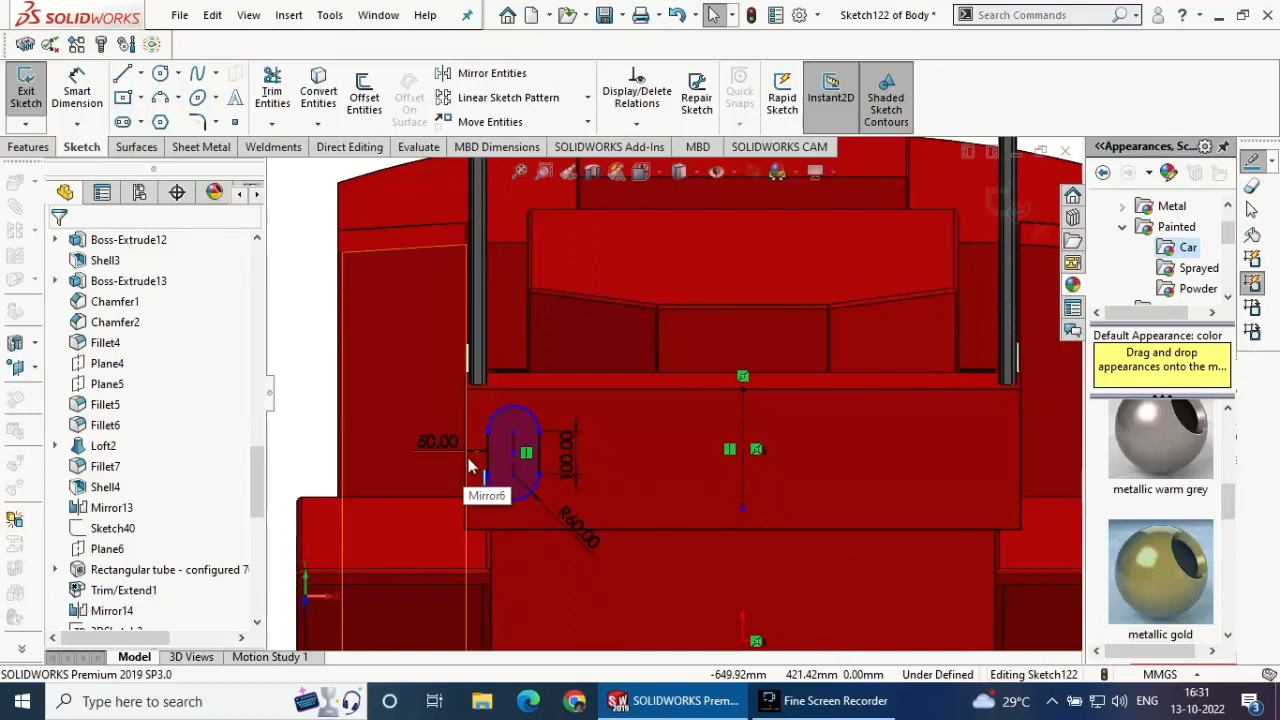 SOLIDWORKS
File
Edit
View
Insert
Tools
Window
Help
Sketch122 of Body *
Search Commands
Exit Sketch
Smart Dimension
Trim Entities
Convert Entities
Offset Entities
Offset On Surface
Mirror Entities
Linear Sketch Pattern
Move Entities
Display/Delete Relations
Repair Sketch
Quick Snaps
Rapid Sketch
Instant2D
Shaded Sketch Contours
Features
Sketch
Surfaces
Sheet Metal
Weldments
Direct Editing
Evaluate
MBD Dimensions
SOLIDWORKS Add-Ins
MBD
SOLIDWORKS CAM
<<Appearances, Sc...
Boss-Extrude12
Shell3
Boss-Extrude13
Chamfer1
Chamfer2
Fillet4
Plane4
Plane5
Fillet5
Fillet6
Loft2
Fillet7
Shell4
Mirror13
Sketch40
Plane6
Rectangular tube - configured 7
Trim/Extend1
Mirror14
50.00
100.00
R60.00
Mirror6
Metal
Painted
Car
Sprayed
Powder
Default Appearance: color
Drag and drop
appearances onto the m...
metallic warm grey
metallic gold
Model
3D Views
Motion Study 1
SOLIDWORKS Premium 2019 SP3.0
-649.92mm
421.42mm
0.00mm
Under Defined
Editing Sketch122
MMGS
Type here to search
SOLIDWORKS Prem...
Fine Screen Recorder
29°C
ENG
16:31
13-10-2022
3